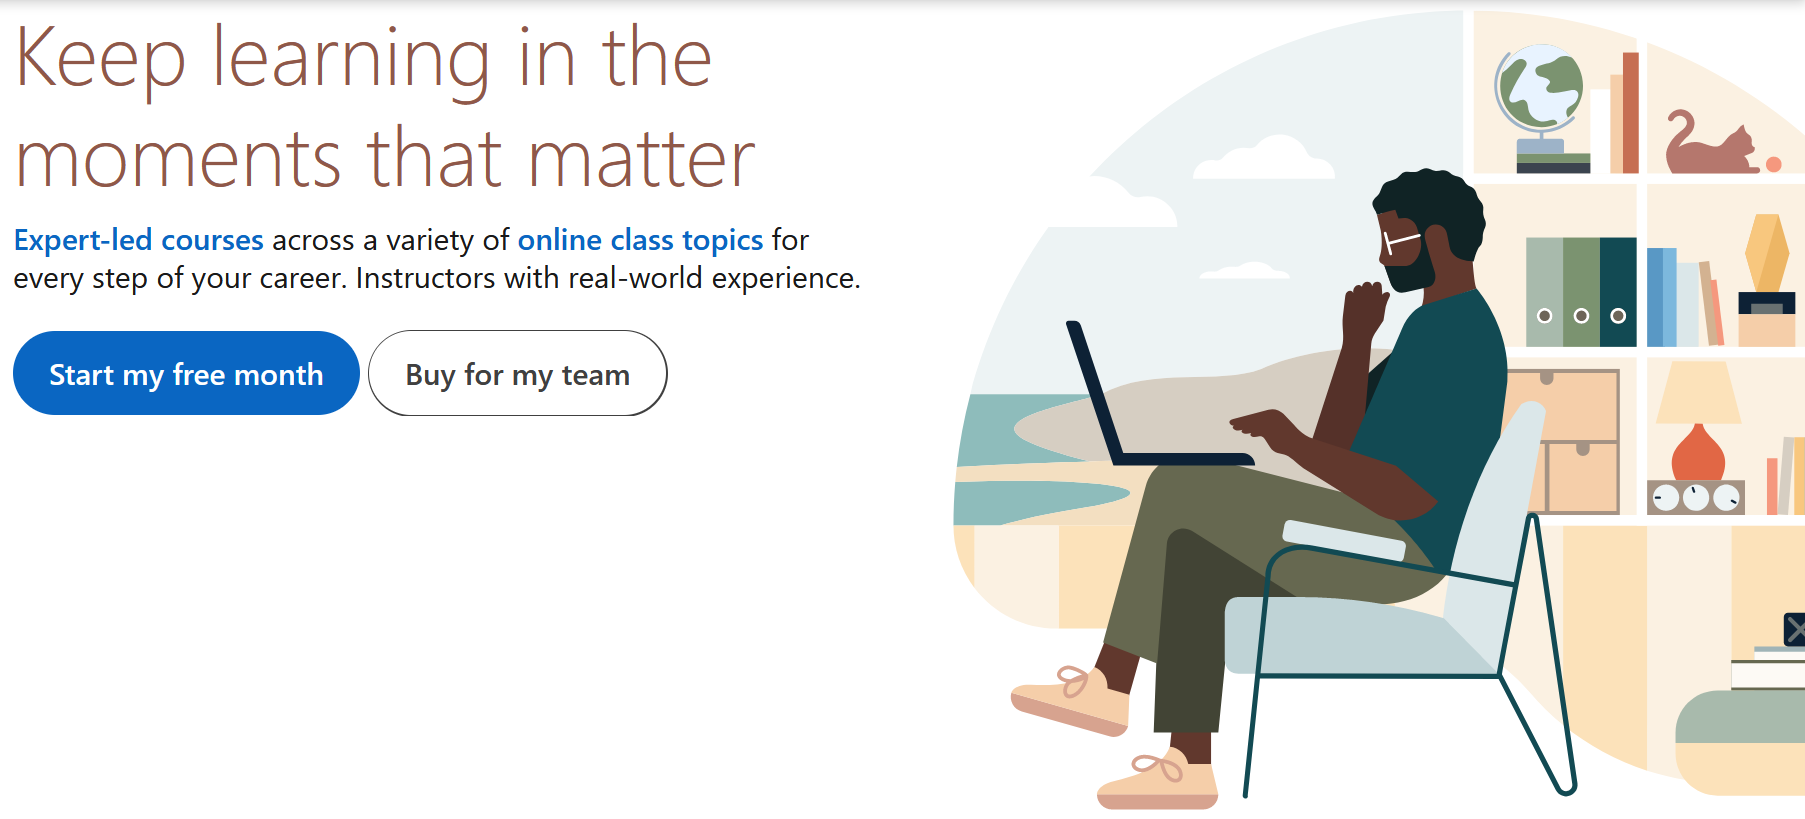 Keep learning in the
moments that matter
Expert-led courses across a variety of online class topics for
every step of your career. Instructors with real-world experience.
Start my free month
Buy for my team